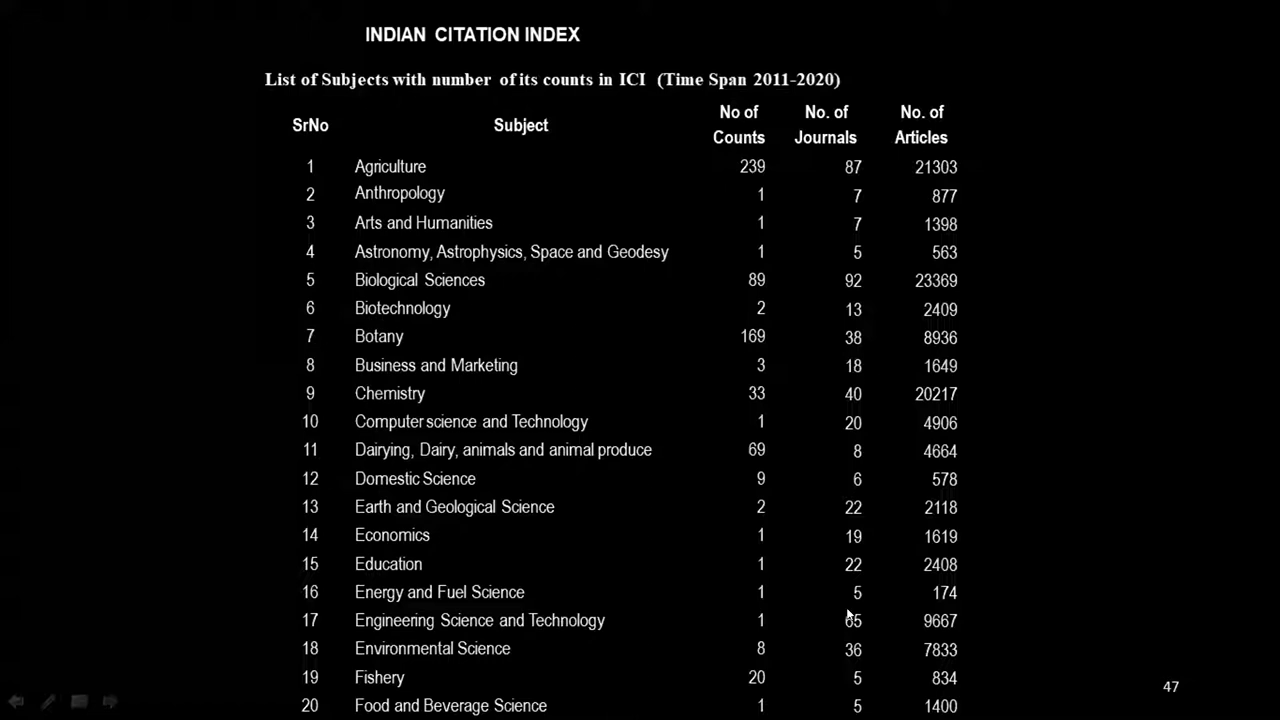 INDIAN CITATION INDEX
List of Subjects with number of its counts in ICI (Time Span 2011-2020)
SrNo Subject No of Counts No. of Journals No. of Articles
1 Agriculture 239 87 21303
2 Anthropology 1 7 877
3 Arts and Humanities 1 7 1398
4 Astronomy, Astrophysics, Space and Geodesy 1 5 563
5 Biological Sciences 89 92 23369
6 Biotechnology 2 13 2409
7 Botany 169 38 8936
8 Business and Marketing 3 18 1649
9 Chemistry 33 40 20217
10 Computer science and Technology 1 20 4906
11 Dairying, Dairy, animals and animal produce 69 8 4664
12 Domestic Science 9 6 578
13 Earth and Geological Science 2 22 2118
14 Economics 1 19 1619
15 Education 1 22 2408
16 Energy and Fuel Science 1 5 174
17 Engineering Science and Technology 1 65 9667
18 Environmental Science 8 36 7833
19 Fishery 20 5 834
20 Food and Beverage Science 1 5 1400
47